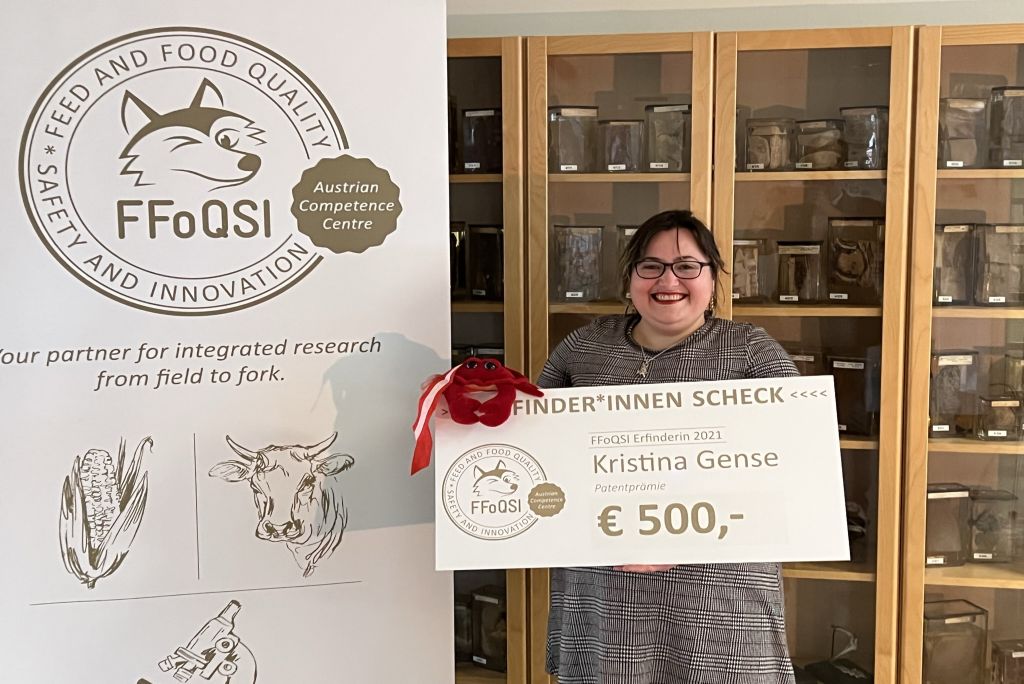 * FEED AND FOOD QUALITY
* SAFETY AND INNOVATION
FFoQSI
Austrian
Competence
Centre
Your partner for integrated research
from field to fork.
FINDER*INNEN SCHECK <<<<
FFoQSI Erfinderin 2021
Kristina Gense
Patentprämie
€ 500,-
* FEED AND FOOD QUALITY
* SAFETY AND INNOVATION
FFoQSI
Austrian
Competence
Centre